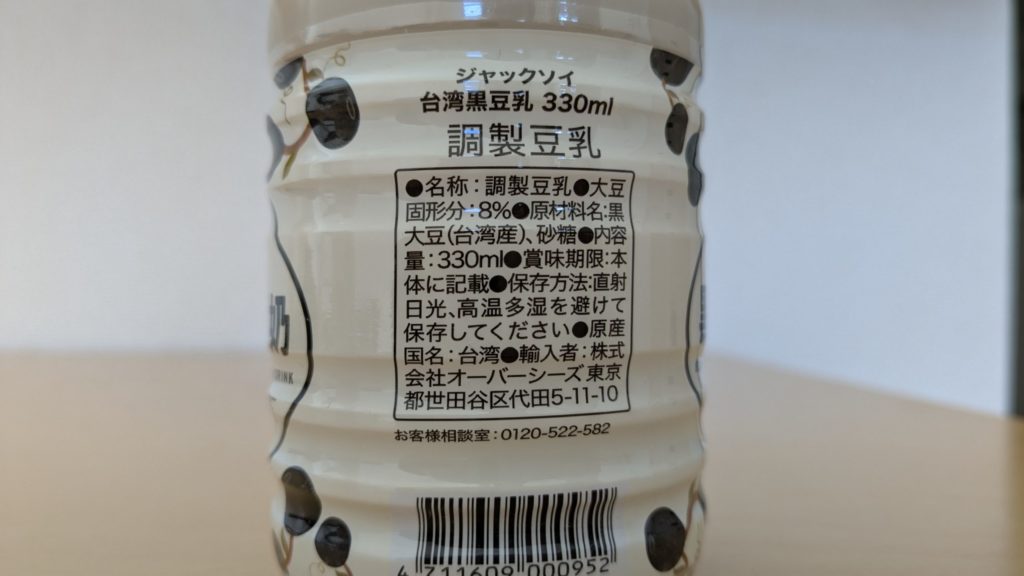 ジャックソイ
台湾黒豆乳 330ml
調製豆乳
●名称：調製豆乳●大豆
固形分：8%●原材料名：黒
大豆(台湾産)、砂糖●内容
量：330ml●賞味期限：本
体に記載●保存方法：直射
日光、高温多湿を避けて
保存してください●原産
国名：台湾●輸入者：株式
会社オーバーシーズ 東京
都世田谷区代田5-11-10
お客様相談室：0120-522-582
4 711609 000952